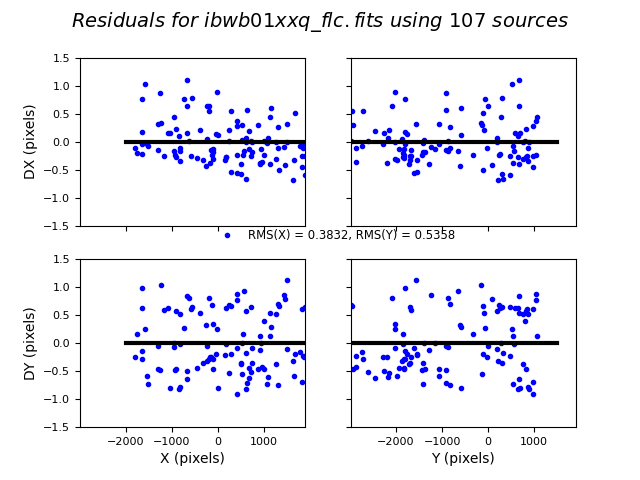 Residuals for ibwb01xxq_flc.fits using 107 sources
1.5
1.0
0.5
0.0
−0.5
−1.0
−1.5
DX (pixels)
RMS(X) = 0.3832, RMS(Y) = 0.5358
1.5
1.0
0.5
0.0
−0.5
−1.0
−1.5
DY (pixels)
−2000 −1000 0 1000
−2000 −1000 0 1000
X (pixels)
Y (pixels)